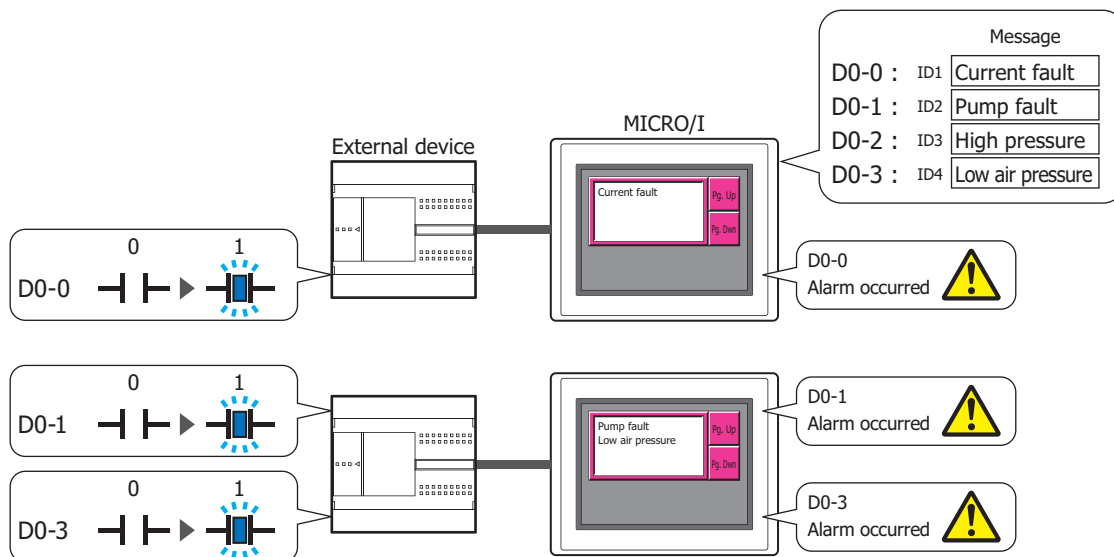 Message
D0-0 : ID1 Current fault
D0-1 : ID2 Pump fault
D0-2 : ID3 High pressure
D0-3 : ID4 Low air pressure
MICRO/I
External device
Current fault
Pg. Up
Pg. Dwn
0 1
D0-0
D0-0
Alarm occurred
0 1
D0-1
Pump fault
Low air pressure
Pg. Up
Pg. Dwn
D0-1
Alarm occurred
0 1
D0-3
D0-3
Alarm occurred